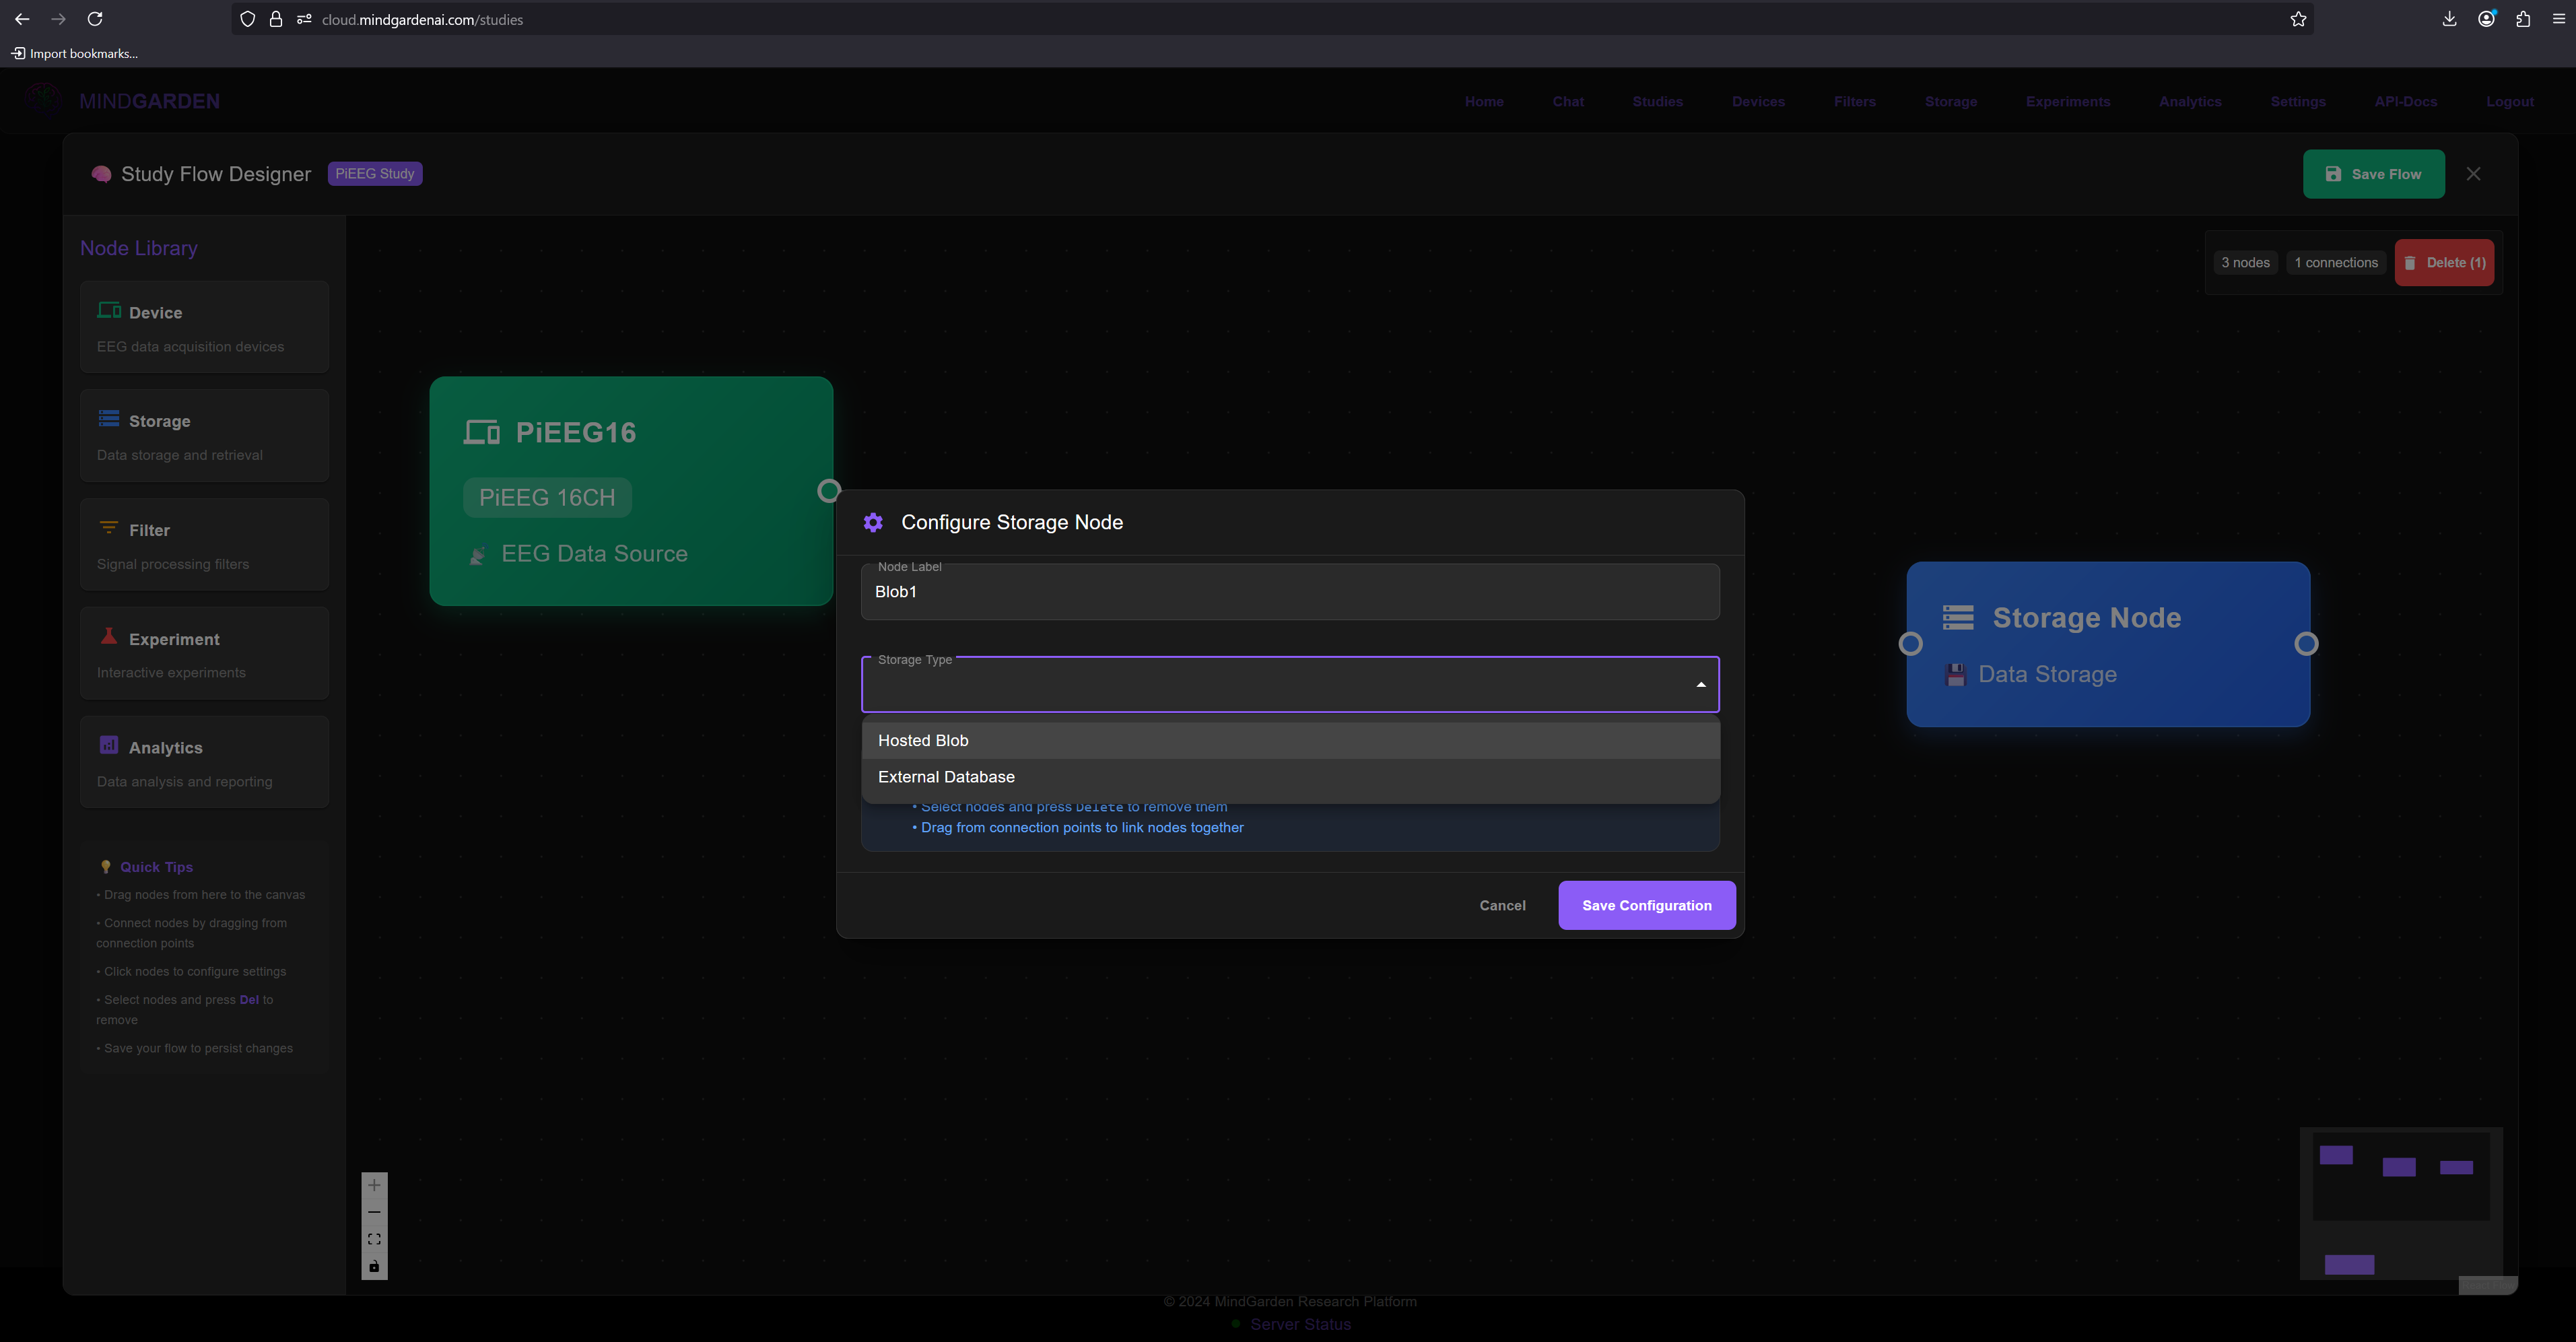 cloud.mindgardenai.com/studies
Import bookmarks...
MINDGARDEN
Home Chat Studies Devices Filters Storage Experiments Analytics Settings API-Docs Logout
Study Flow Designer PiEEG Study
Save Flow
Node Library
Device
EEG data acquisition devices
Storage
Data storage and retrieval
Filter
Signal processing filters
Experiment
Interactive experiments
Analytics
Data analysis and reporting
Quick Tips
• Drag nodes from here to the canvas
• Connect nodes by dragging from
connection points
• Click nodes to configure settings
• Select nodes and press Del to
remove
• Save your flow to persist changes
3 nodes 1 connections Delete (1)
PiEEG16
PiEEG 16CH
EEG Data Source
Configure Storage Node
Node Label
Blob1
Storage Type
Hosted Blob
External Database
• Select nodes and press Delete to remove them
• Drag from connection points to link nodes together
Cancel Save Configuration
Storage Node
Data Storage
© 2024 MindGarden Research Platform
Server Status